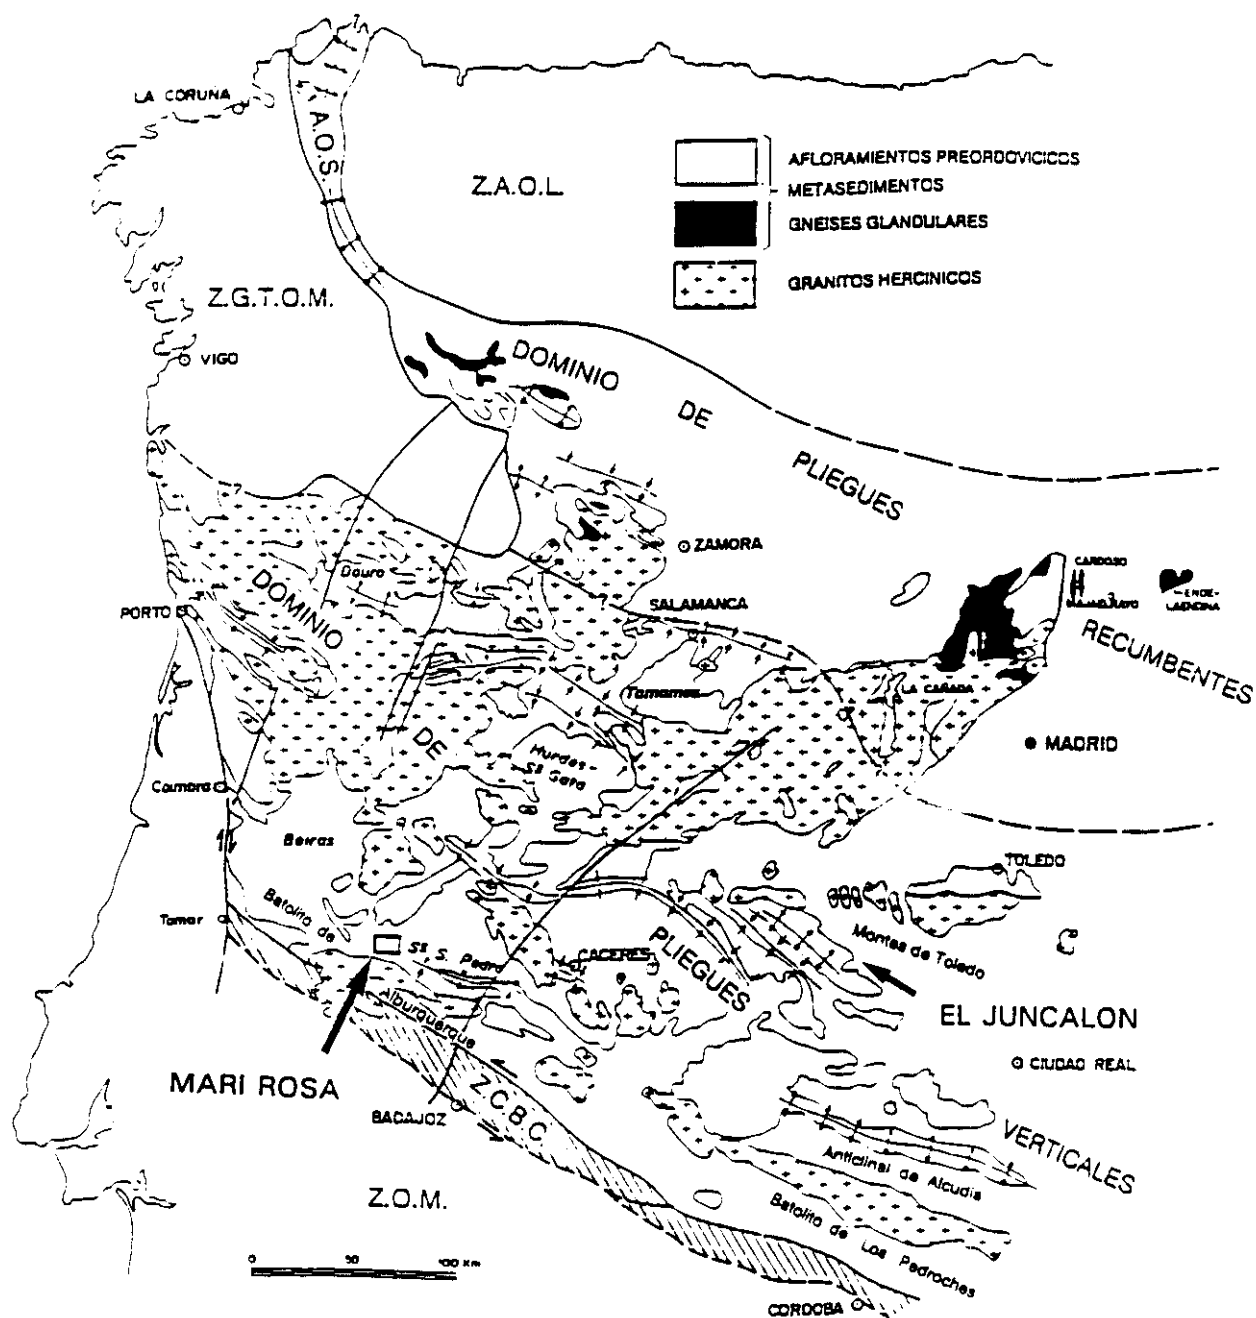 LA CORUÑA
A.O.S.
Z.A.O.L.
AFLORAMIENTOS PREORDOVICICOS
METASEDIMENTOS
GNEISES GLANDULARES
GRANITOS HERCINICOS
Z.G.T.O.M.
VIGO
DOMINIO
DE
PLIEGUES
RECUMBENTES
ZAMORA
Douro
DOMINIO
DE
PLIEGUES
VERTICALES
SALAMANCA
PORTO
CARDOSO
Tamames
LA CAÑADA
MADRID
Hurdes-
Sª Gata
Coimbra
Beiras
TOLEDO
Tomar
Batolito de
Sª S. Pedro
CACERES
Montes de Toledo
Alburquerque
EL JUNCALON
CIUDAD REAL
MARI ROSA
BADAJOZ
Z.C.B.C.
Anticlinal de Alcudia
Z.O.M.
Batolito de Los Pedroches
0 50 100 Km
CORDOBA